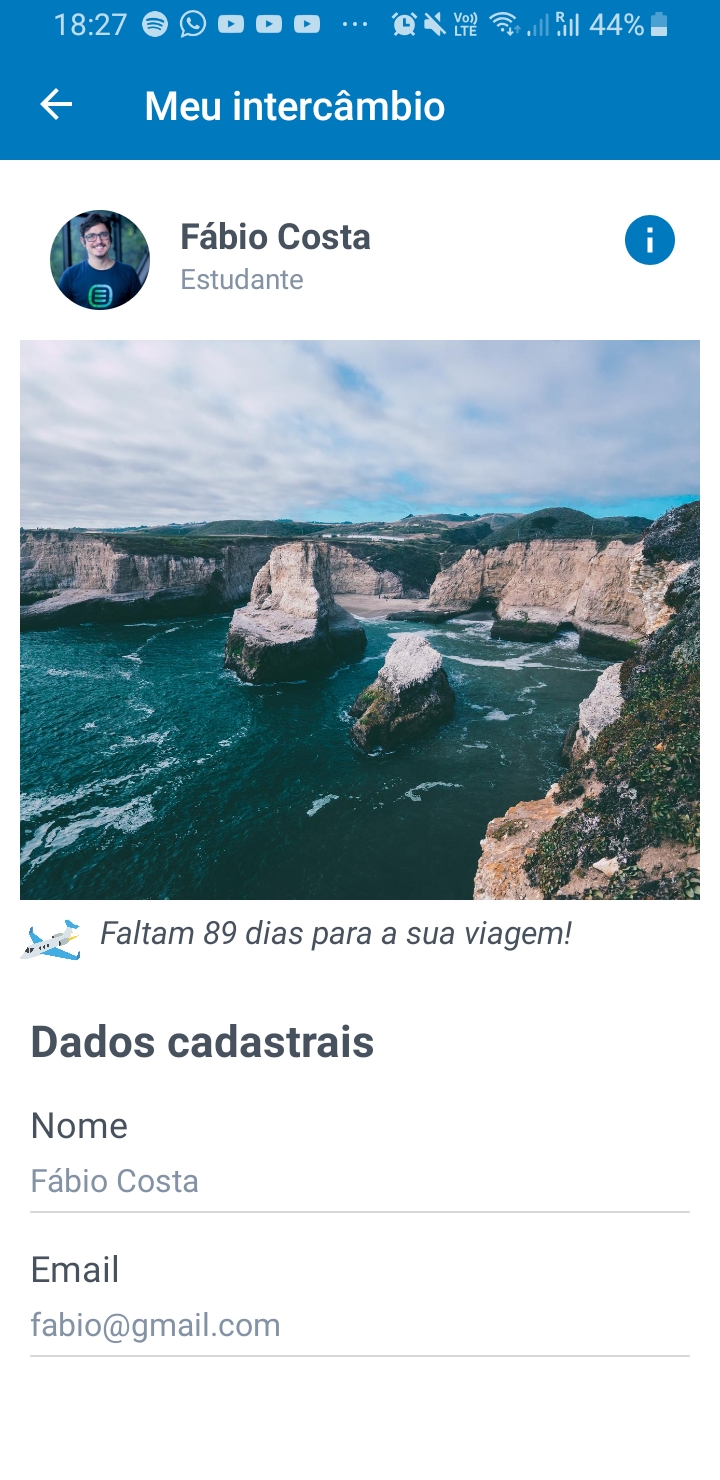 18:27 ... Vo)) LTE R 44%
Meu intercâmbio
Fábio Costa
Estudante
Faltam 89 dias para a sua viagem!
Dados cadastrais
Nome
Fábio Costa
Email
fabio@gmail.com